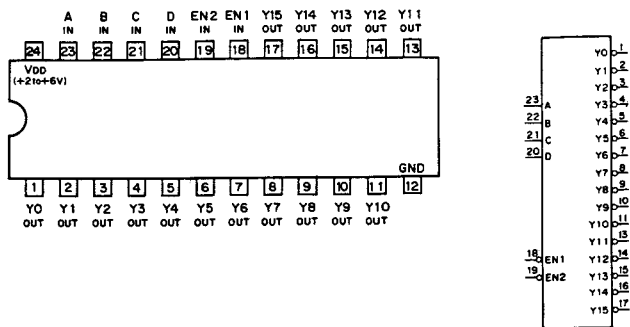 A B C D EN2 EN1 Y15 Y14 Y13 Y12 Y11
IN IN IN IN IN IN OUT OUT OUT OUT OUT
24 23 22 21 20 19 18 17 16 15 14 13
VDD
(+2to+6V)
GND
1 2 3 4 5 6 7 8 9 10 11 12
Y0 Y1 Y2 Y3 Y4 Y5 Y6 Y7 Y8 Y9 Y10
OUT OUT OUT OUT OUT OUT OUT OUT OUT OUT OUT
Y0 1
Y1 2
Y2 3
23 A Y3 4
22 B Y4 5
21 C Y5 6
20 D Y6 7
Y7 8
Y8 9
Y9 10
Y10 11
Y11 13
18 EN1 Y12 14
19 EN2 Y13 15
Y14 16
Y15 17